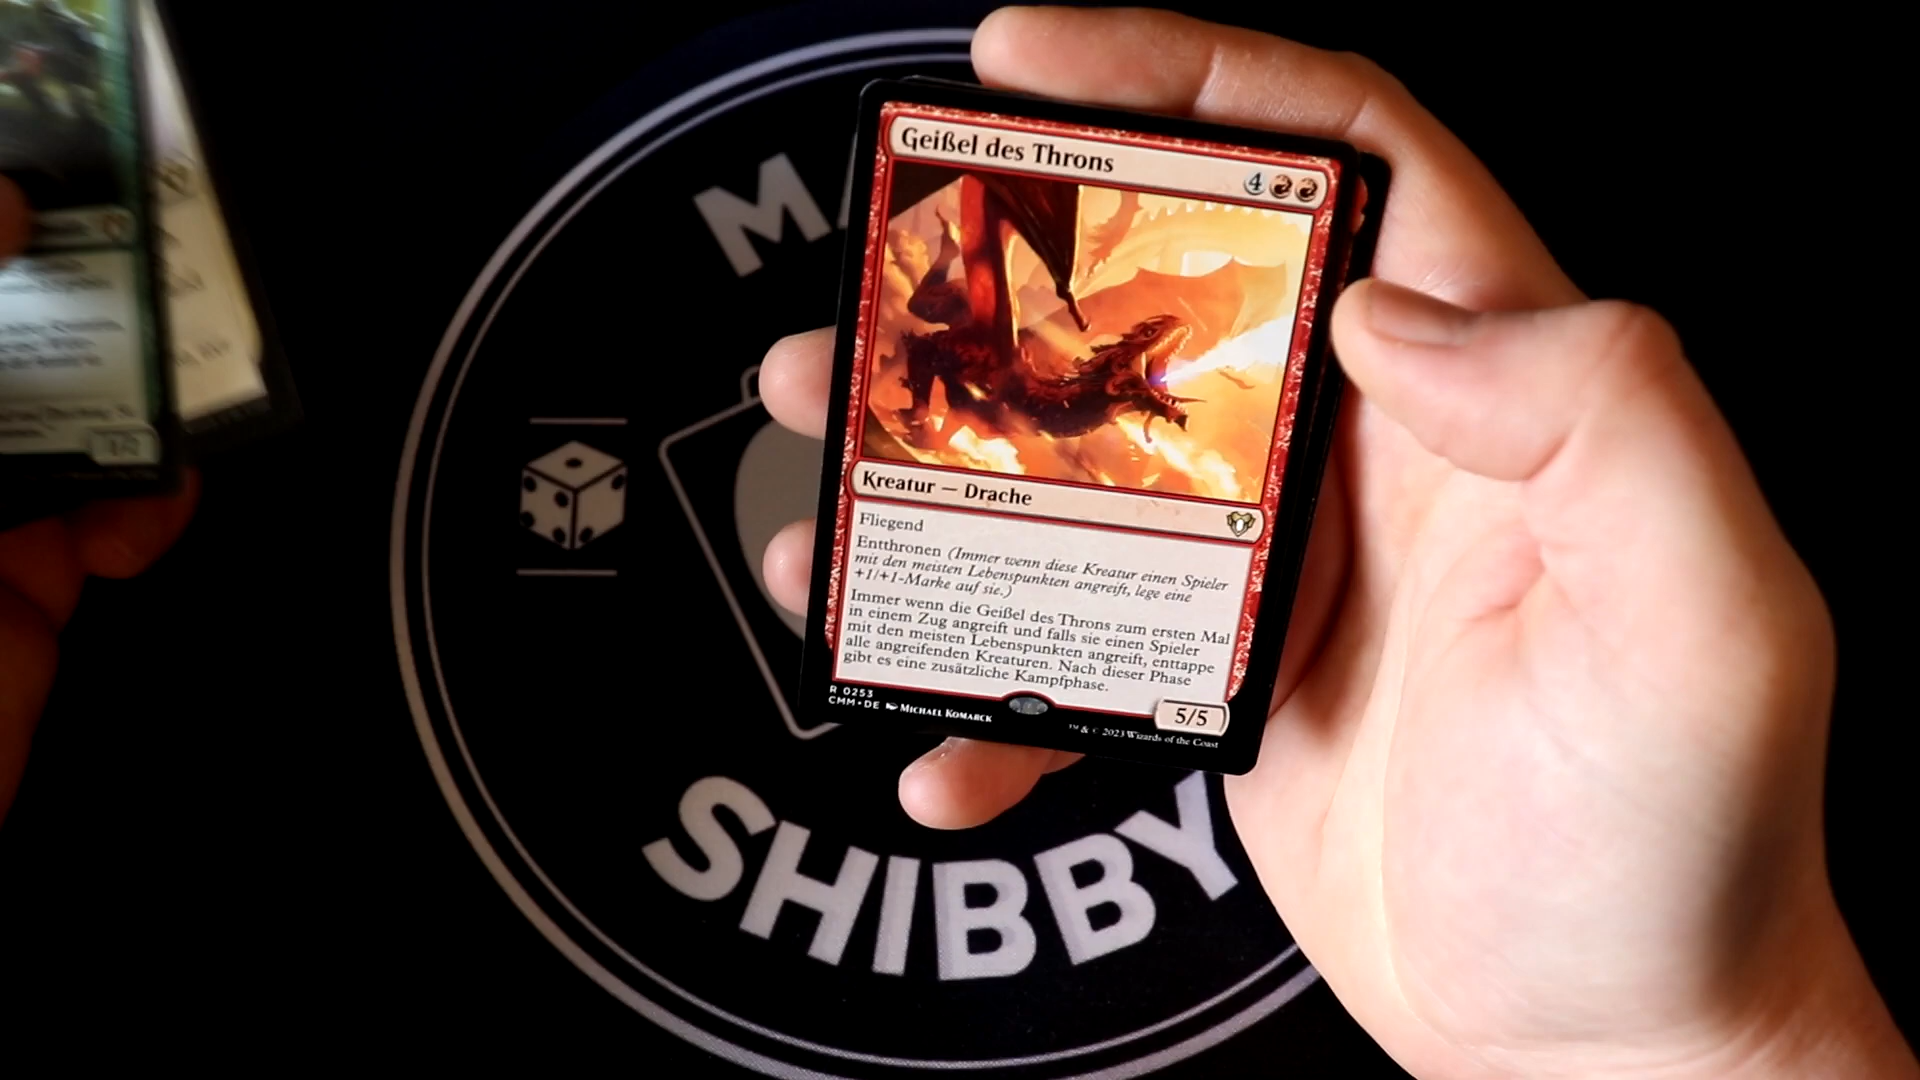 MA
SHIBBY
Geißel des Throns
4
Kreatur — Drache
Fliegend
Entthronen (Immer wenn diese Kreatur einen Spieler
mit den meisten Lebenspunkten angreift, lege eine
+1/+1-Marke auf sie.)
Immer wenn die Geißel des Throns zum ersten Mal
in einem Zug angreift und falls sie einen Spieler
mit den meisten Lebenspunkten angreift, enttappe
alle angreifenden Kreaturen. Nach dieser Phase
gibt es eine zusätzliche Kampfphase.
5/5
R 0253
CMM•DE Michael Komarck
™ & © 2023 Wizards of the Coast